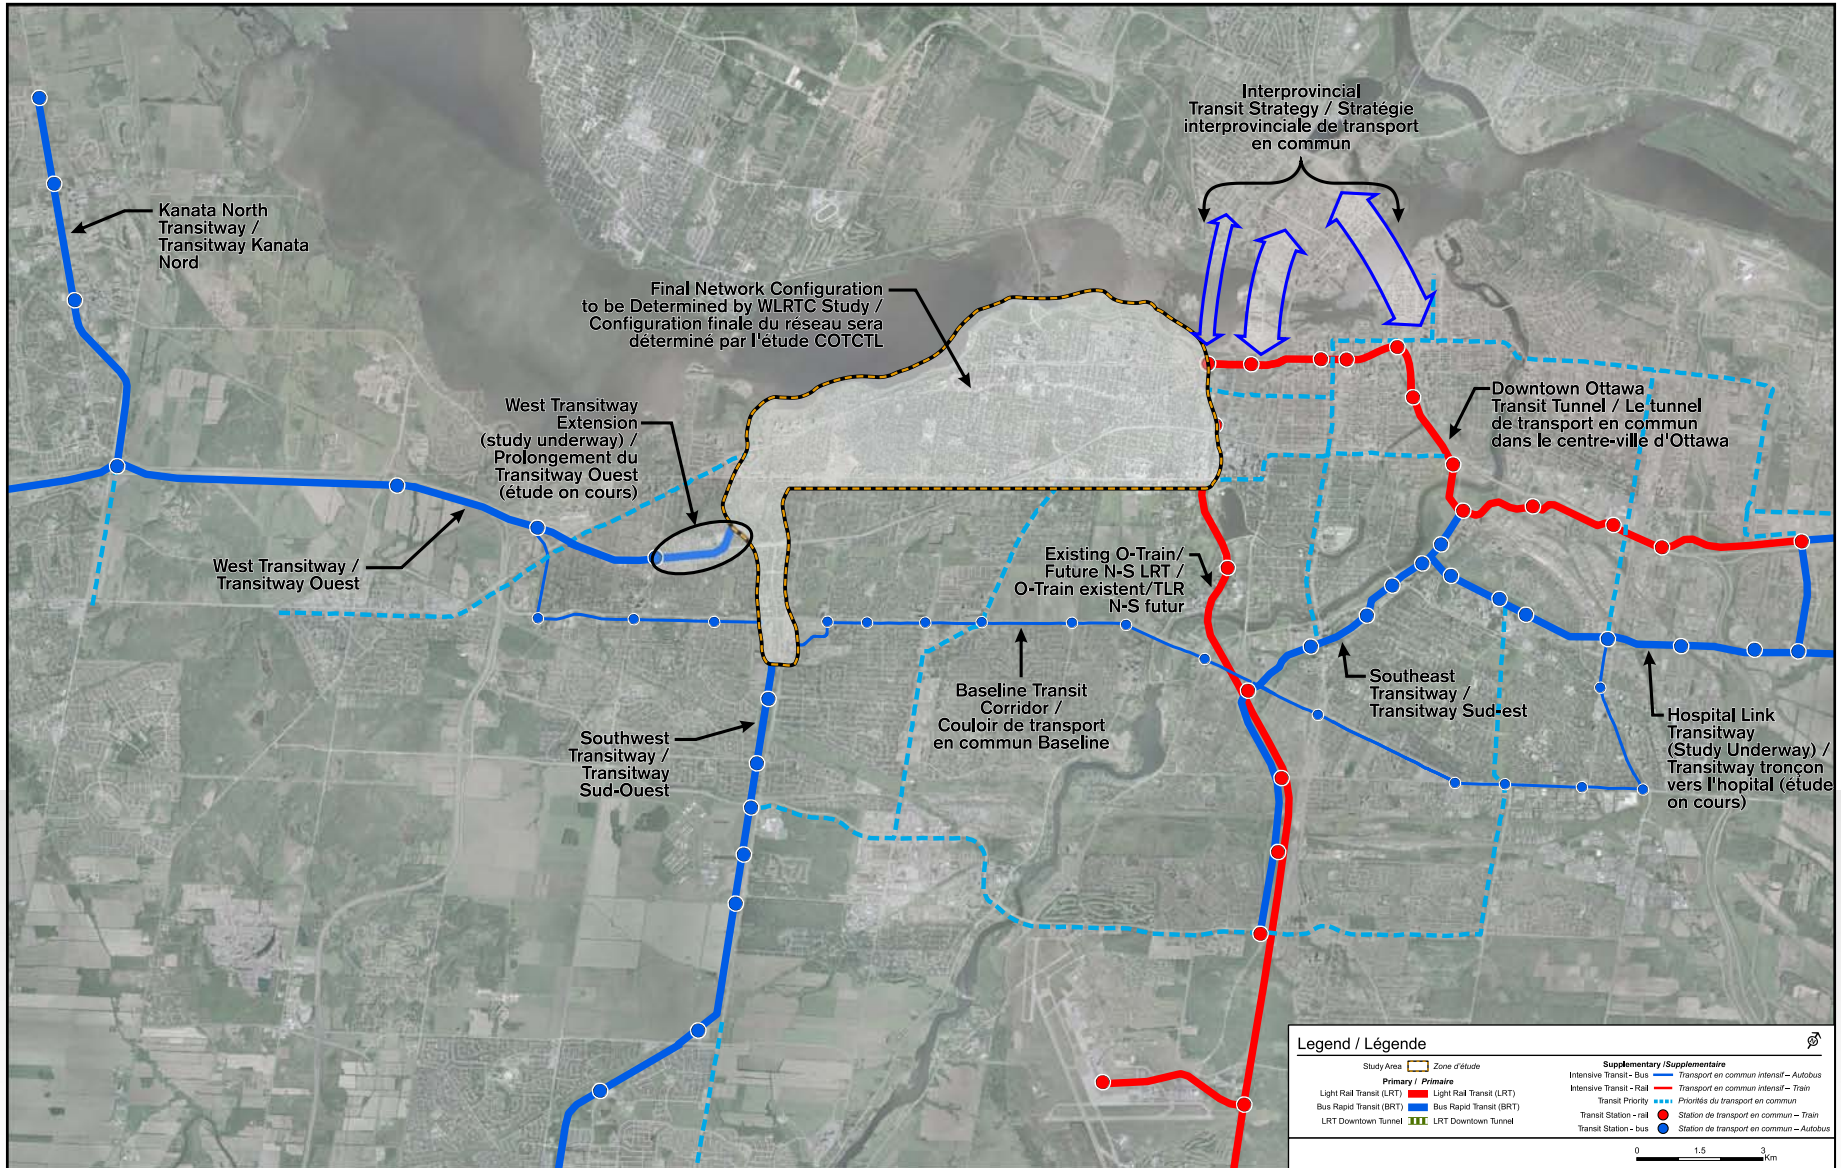 Interprovincial
Transit Strategy / Stratégie
interprovinciale de transport
en commun
Kanata North
Transitway /
Transitway Kanata
Nord
Final Network Configuration
to be Determined by WLRTC Study /
Configuration finale du réseau sera
déterminé par l'étude COTCTL
West Transitway
Extension
(study underway) /
Prolongement du
Transitway Ouest
(étude on cours)
Downtown Ottawa
Transit Tunnel / Le tunnel
de transport en commun
dans le centre-ville d'Ottawa
West Transitway /
Transitway Ouest
Existing O-Train/
Future N-S LRT /
O-Train existent/TLR
N-S futur
Baseline Transit
Corridor /
Couloir de transport
en commun Baseline
Southeast
Transitway /
Transitway Sud-est
Southwest
Transitway /
Transitway
Sud-Ouest
Hospital Link
Transitway
(Study Underway) /
Transitway tronçon
vers l'hopital (étude
on cours)
Legend / Légende
Study Area Zone d'étude
Primary / Primaire
Light Rail Transit (LRT) Light Rail Transit (LRT)
Bus Rapid Transit (BRT) Bus Rapid Transit (BRT)
LRT Downtown Tunnel LRT Downtown Tunnel
Supplementary / Supplementaire
Intensive Transit - Bus Transport en commun intensif – Autobus
Intensive Transit - Rail Transport en commun intensif – Train
Transit Priority Priorités du transport en commun
Transit Station - rail Station de transport en commun – Train
Transit Station - bus Station de transport en commun – Autobus
0 1.5 3
Km